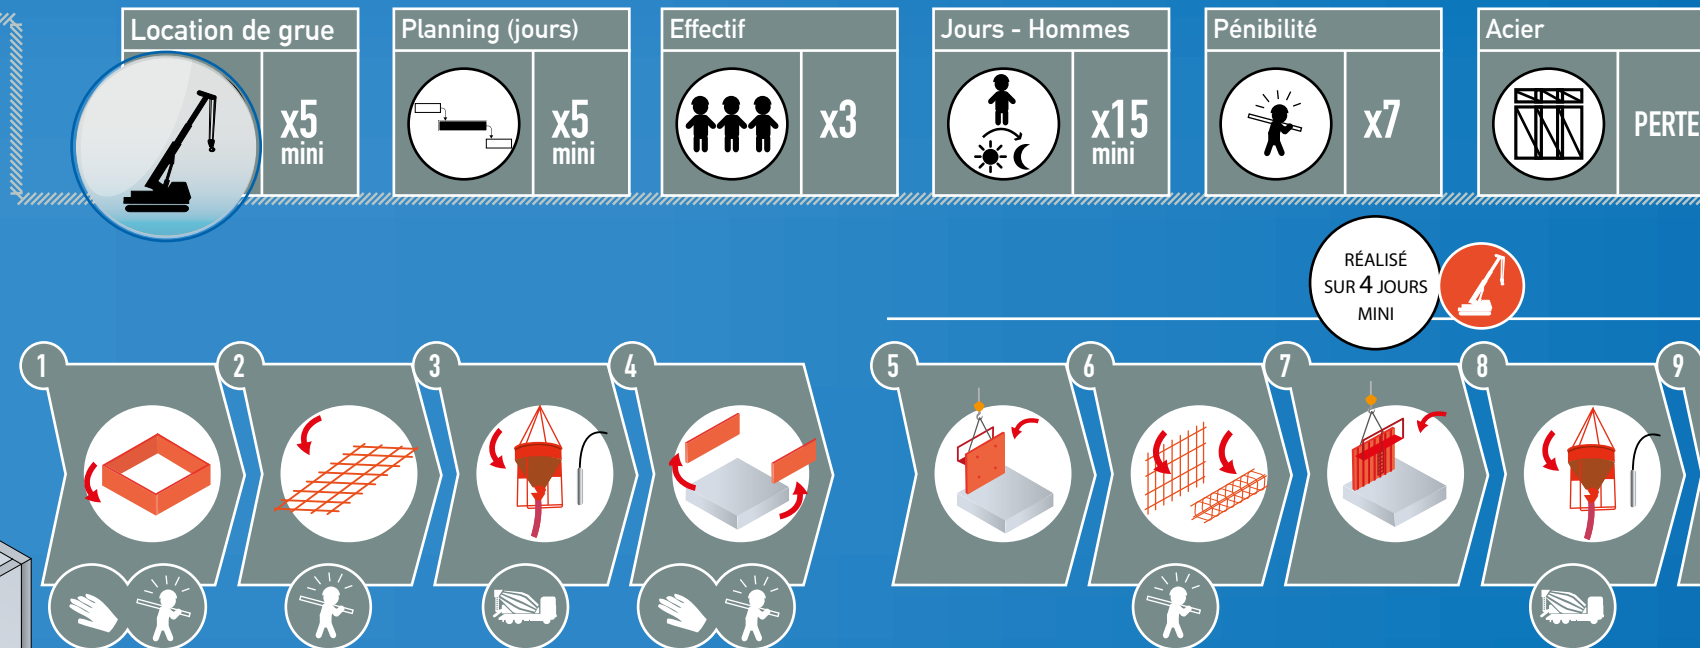 Location de grue
x5
mini
Planning (jours)
x5
mini
Effectif
x3
Jours - Hommes
x15
mini
Pénibilité
x7
Acier
PERTE
RÉALISÉ
SUR 4 JOURS
MINI
1
2
3
4
5
6
7
8
9